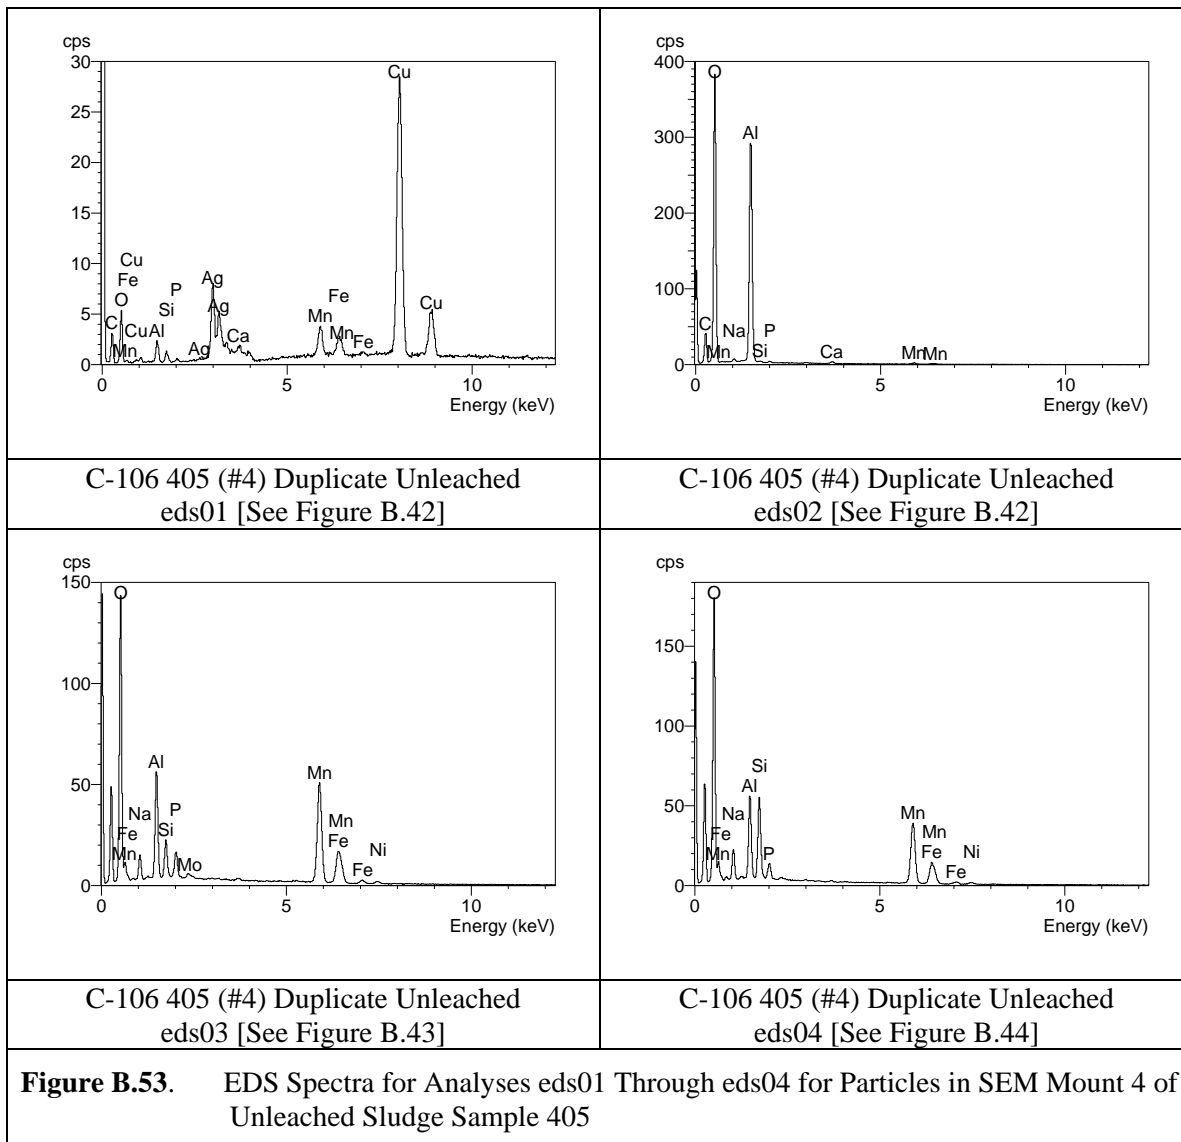 cps
30
25
20
15
10
5
0
Cu
Cu
Fe
O
C
Cu
Mn
Al
P
Si
Ag
Ag
Ag
Ca
Fe
Mn
Mn
Fe
Cu
0 5 10
Energy (keV)
C-106 405 (#4) Duplicate Unleached
eds01 [See Figure B.42]
cps
400
300
200
100
0
O
Al
C
Mn
Na
P
Si
Ca
Mn
Mn
0 5 10
Energy (keV)
C-106 405 (#4) Duplicate Unleached
eds02 [See Figure B.42]
cps
150
100
50
0
O
Al
Na
Fe
Mn
P
Si
Mo
Mn
Mn
Fe
Fe
Ni
0 5 10
Energy (keV)
C-106 405 (#4) Duplicate Unleached
eds03 [See Figure B.43]
cps
150
100
50
0
O
Si
Al
Na
Fe
Mn
P
Mn
Mn
Fe
Fe
Ni
0 5 10
Energy (keV)
C-106 405 (#4) Duplicate Unleached
eds04 [See Figure B.44]
Figure B.53. EDS Spectra for Analyses eds01 Through eds04 for Particles in SEM Mount 4 of
Unleached Sludge Sample 405